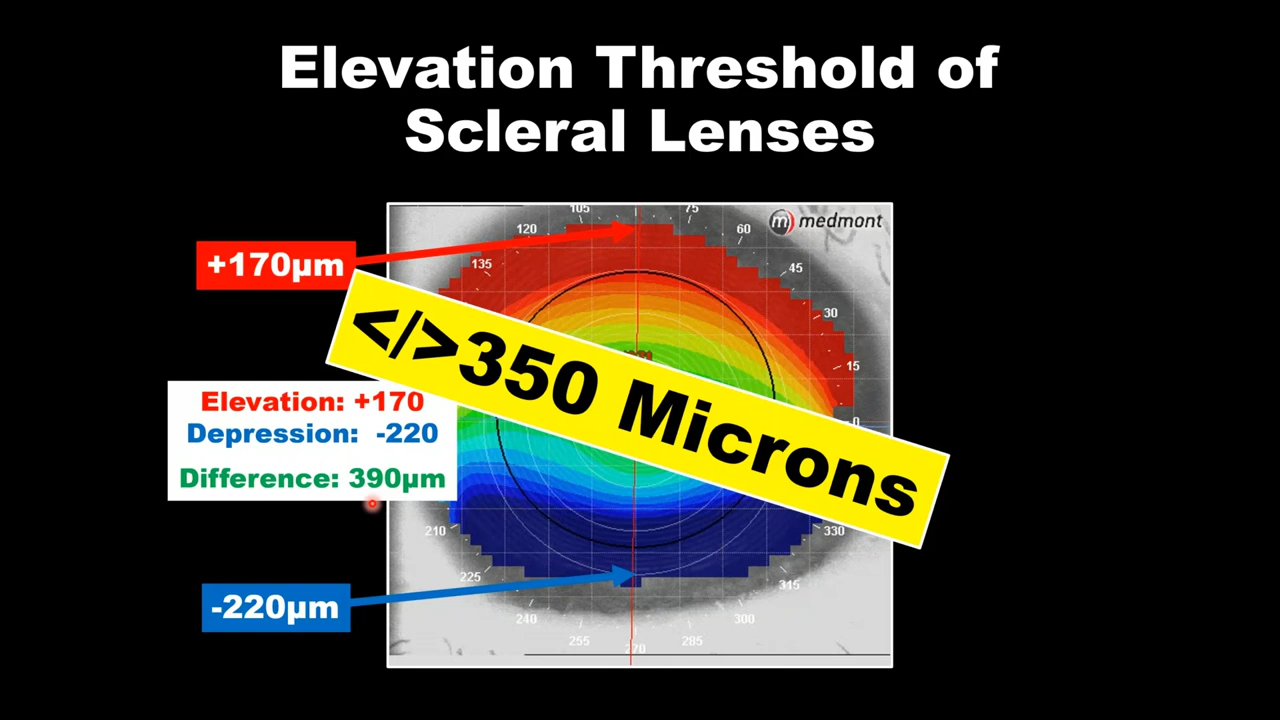 Elevation Threshold of
Scleral Lenses
medmont
105
75
120
60
+170µm
135
45
30
</>350 Microns
15
Elevation: +170
0
Depression: -220
Difference: 390µm
210
330
225
315
-220µm
240
300
255
285
270